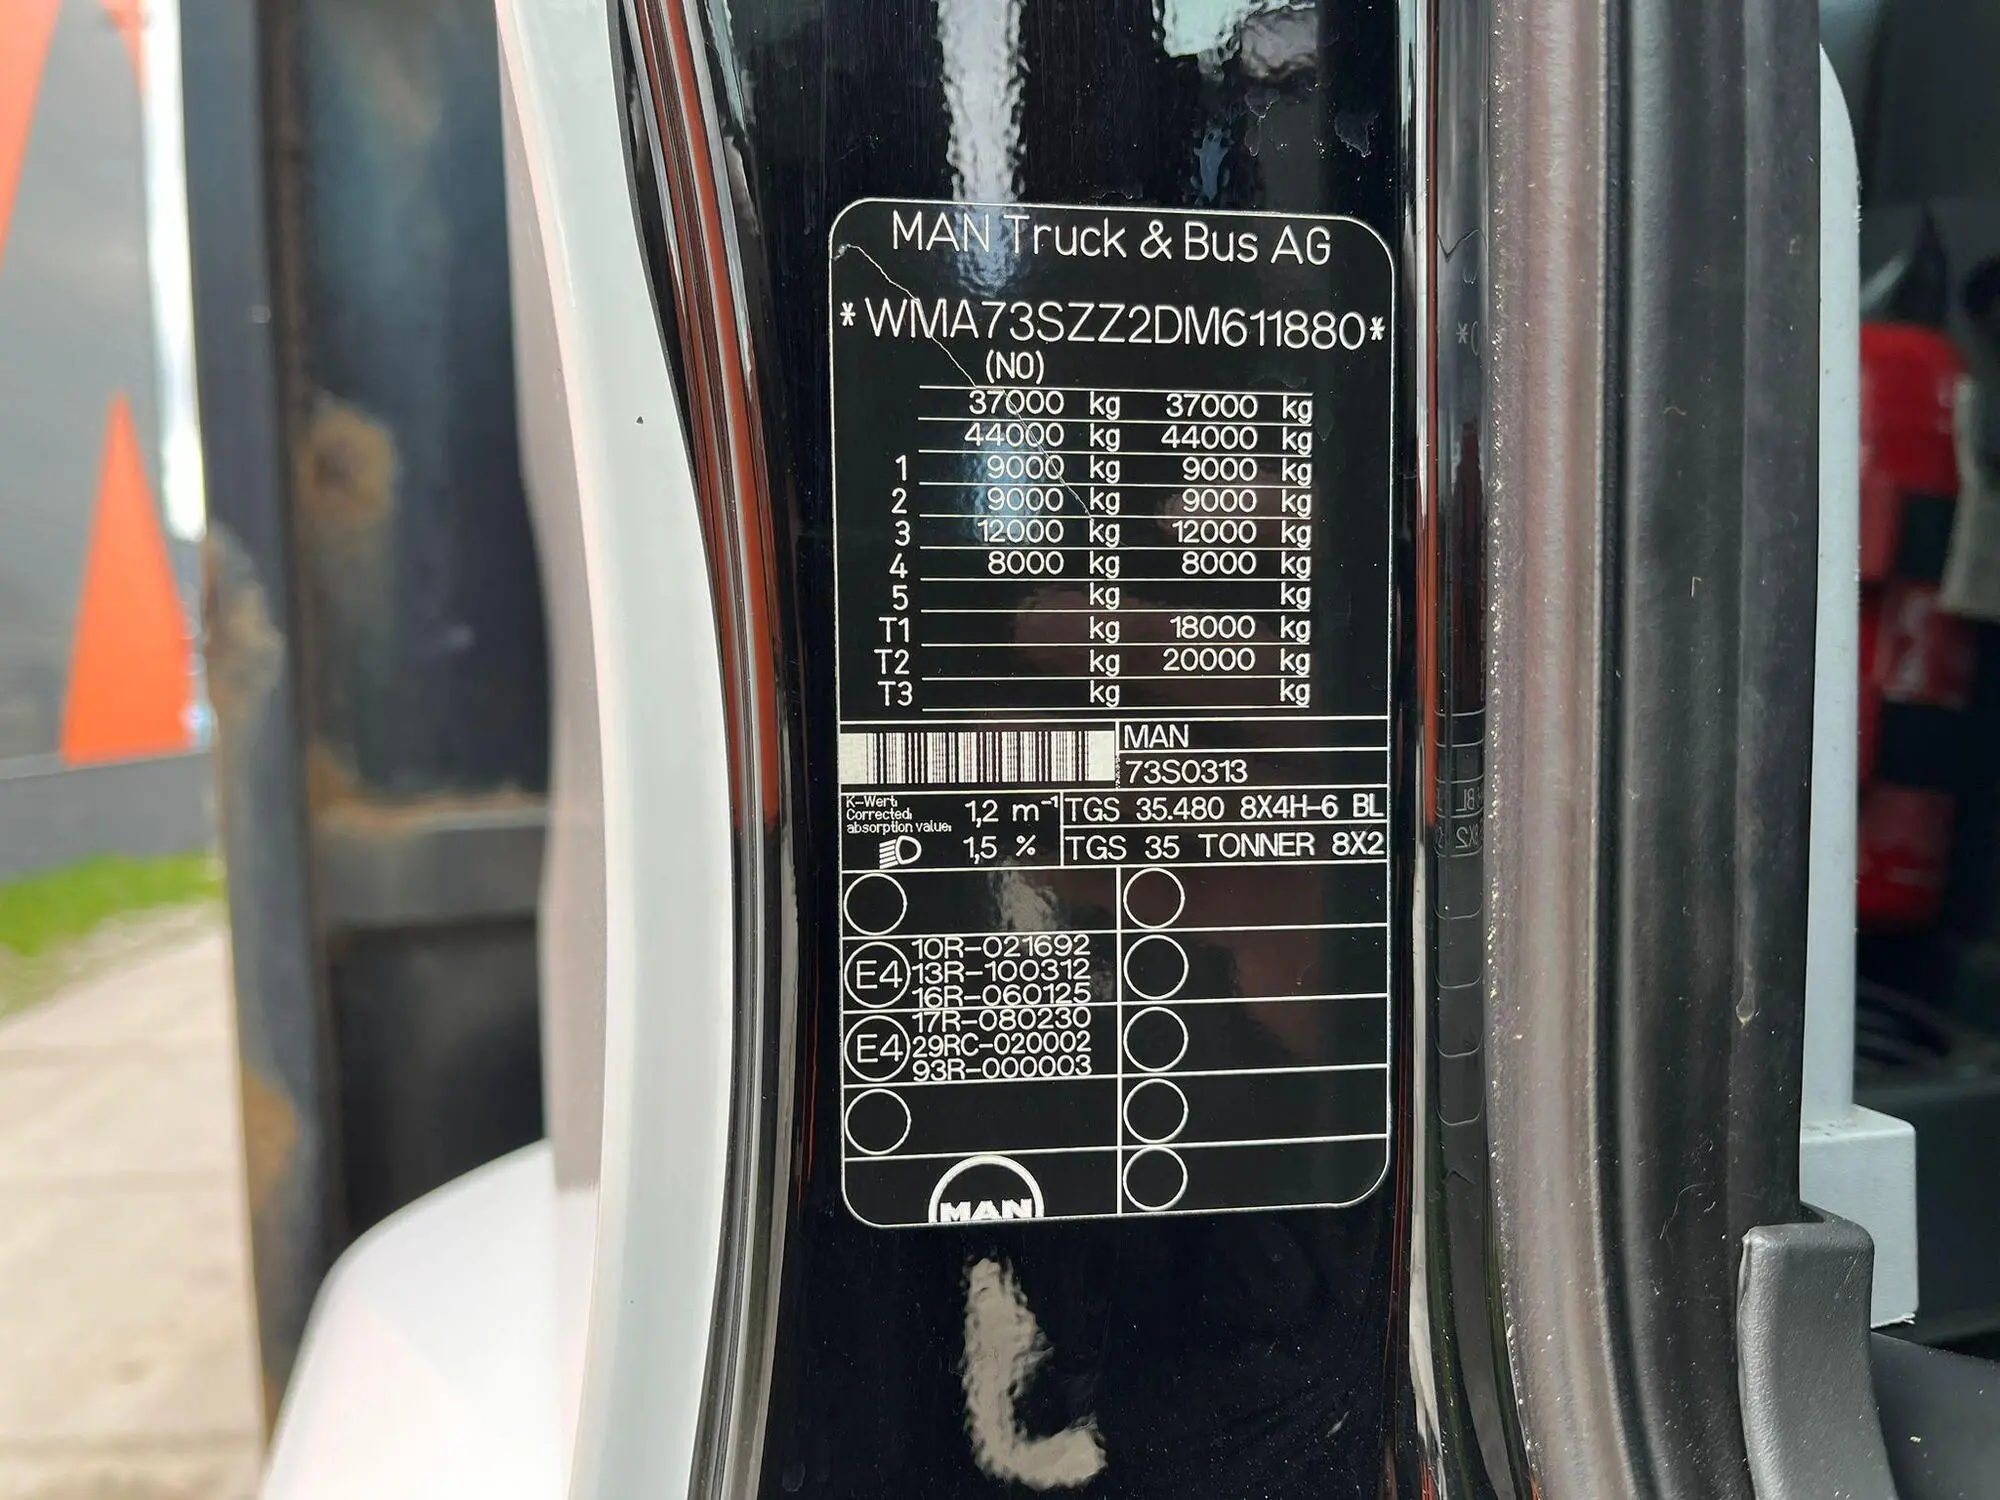 MAN Truck & Bus AG
*WMA73SZZ2DM611880*
(NO)
37000 kg 37000 kg
44000 kg 44000 kg
1 9000 kg 9000 kg
2 9000 kg 9000 kg
3 12000 kg 12000 kg
4 8000 kg 8000 kg
5 kg kg
T1 kg 18000 kg
T2 kg 20000 kg
T3 kg kg
MAN
73S0313
K-Wert:
Corrected:
absorption value:
1,2 m⁻¹
TGS 35.480 8X4H-6 BL
1,5 %
TGS 35 TONNER 8X2
E4
10R-021692
13R-100312
16R-060125
E4
17R-080230
29RC-020002
93R-000003
MAN